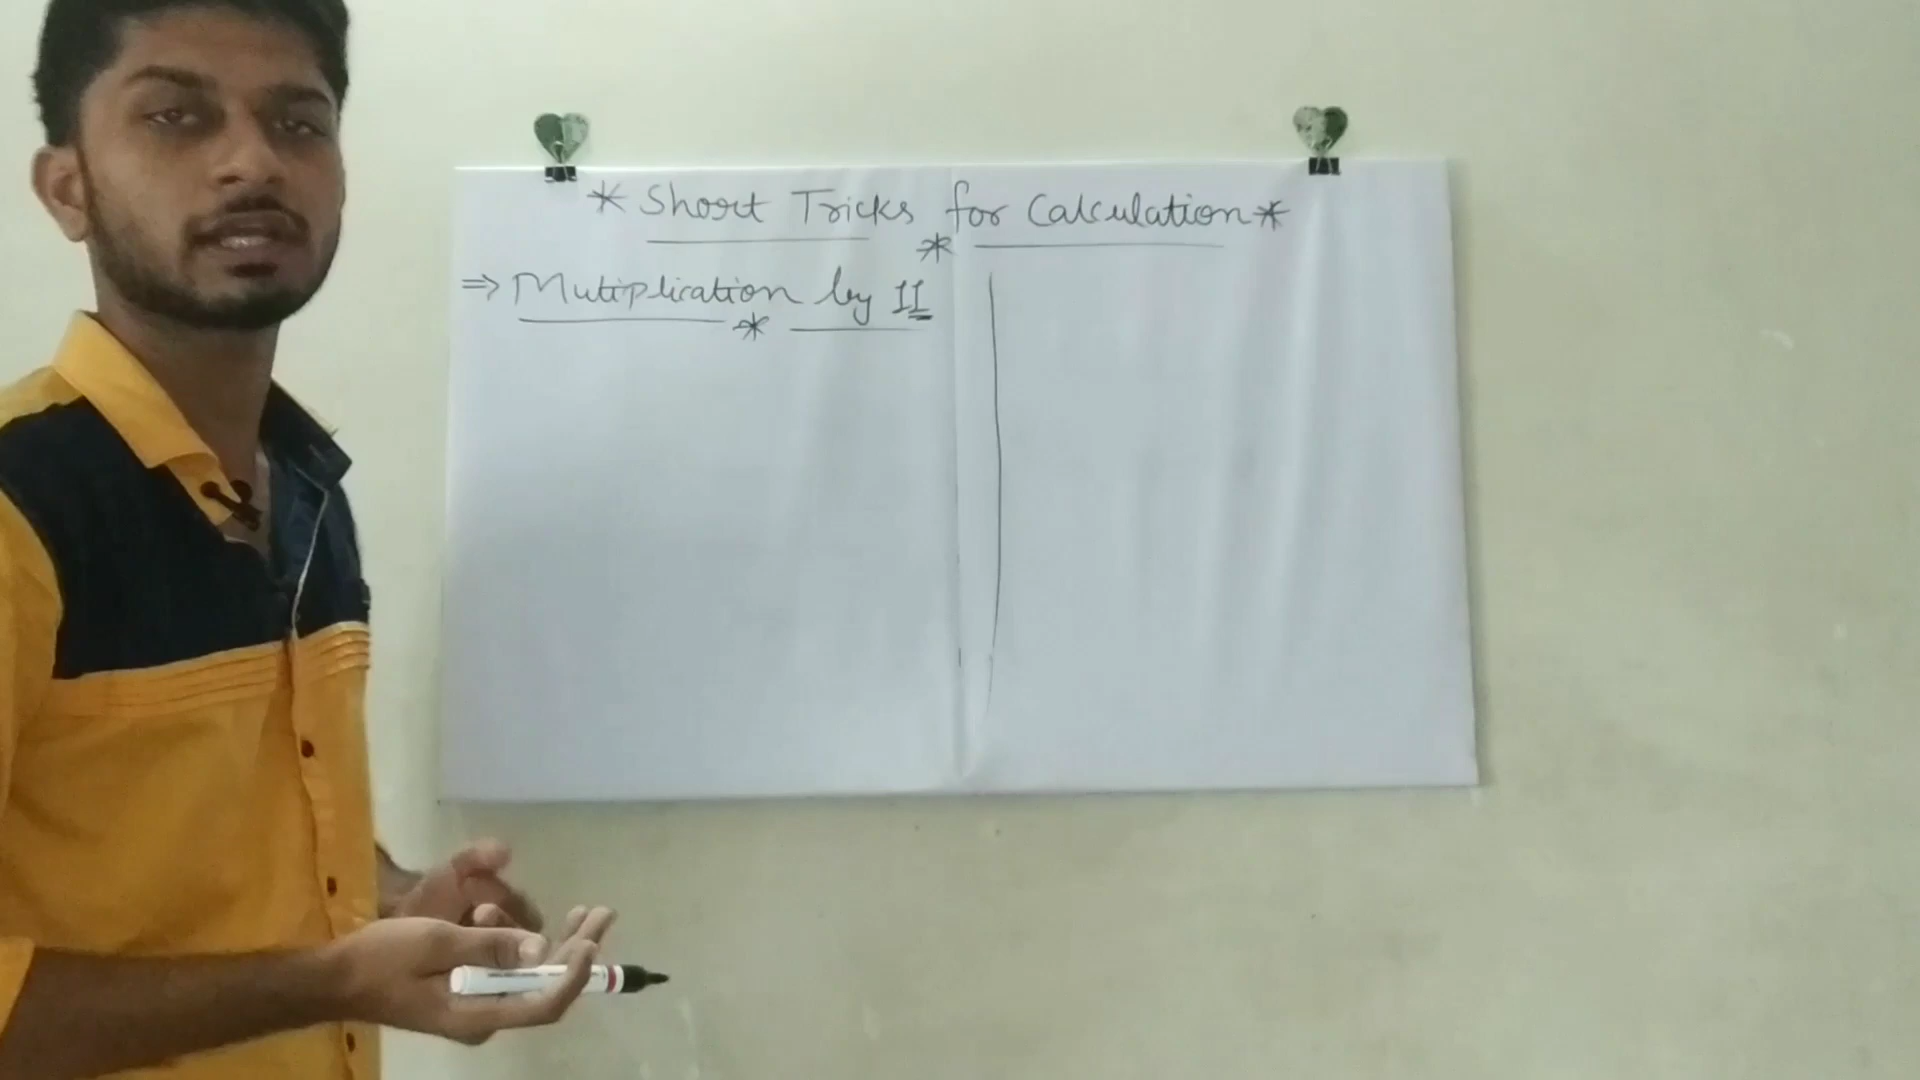 * Short Tricks for Calculation *
*
⇒ Mutiplication by 11
*